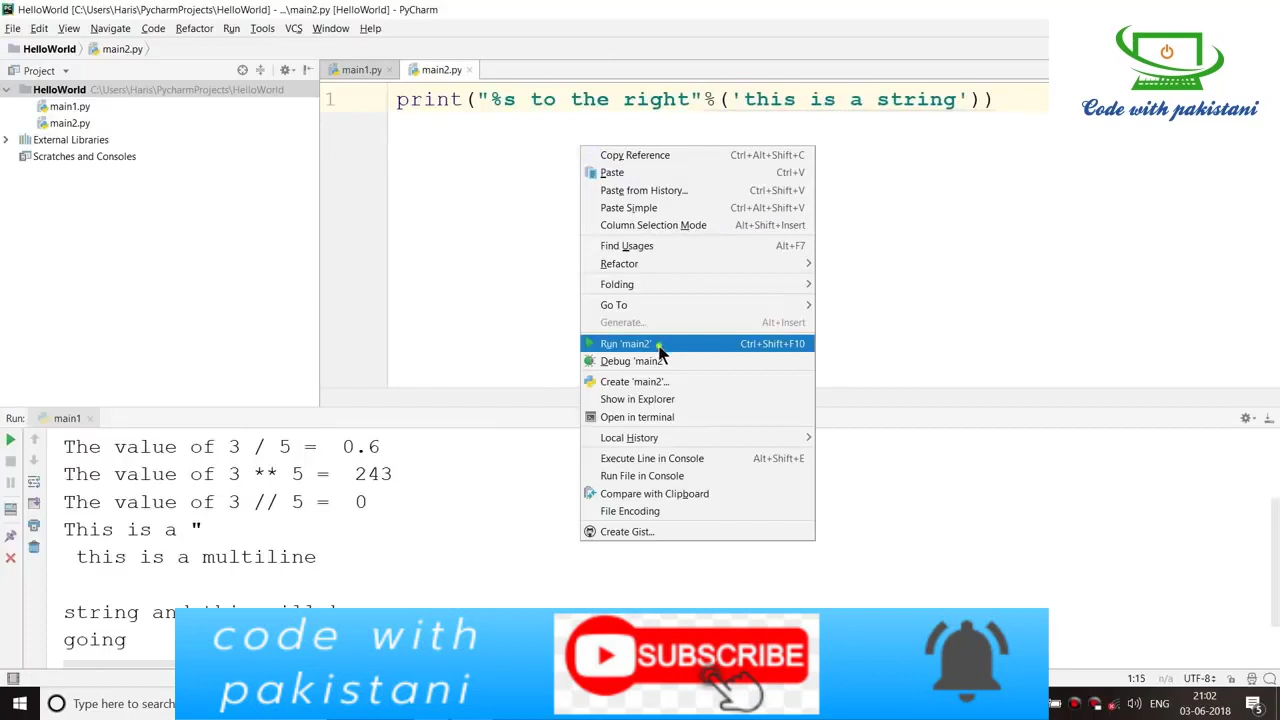 HelloWorld [C:\Users\Haris\PycharmProjects\HelloWorld] - ...\main2.py [HelloWorld] - PyCharm
File Edit View Navigate Code Refactor Run Tools VCS Window Help
HelloWorld main2.py
Project
main1.py main2.py
HelloWorld C:\Users\Haris\PycharmProjects\HelloWorld
main1.py
main2.py
External Libraries
Scratches and Consoles
1 print("%s to the right"%('this is a string'))
Code with pakistani
Copy Reference Ctrl+Alt+Shift+C
Paste Ctrl+V
Paste from History... Ctrl+Shift+V
Paste Simple Ctrl+Alt+Shift+V
Column Selection Mode Alt+Shift+Insert
Find Usages Alt+F7
Refactor
Folding
Go To
Generate... Alt+Insert
Run 'main2' Ctrl+Shift+F10
Debug 'main2'
Create 'main2'...
Show in Explorer
Open in terminal
Local History
Execute Line in Console Alt+Shift+E
Run File in Console
Compare with Clipboard
File Encoding
Create Gist...
Run: main1
The value of 3 / 5 = 0.6
The value of 3 ** 5 = 243
The value of 3 // 5 = 0
This is a "
this is a multiline
string and
going
code with
pakistani
SUBSCRIBE
1:15 n/a UTF-8
Type here to search
21:02
03-06-2018
5